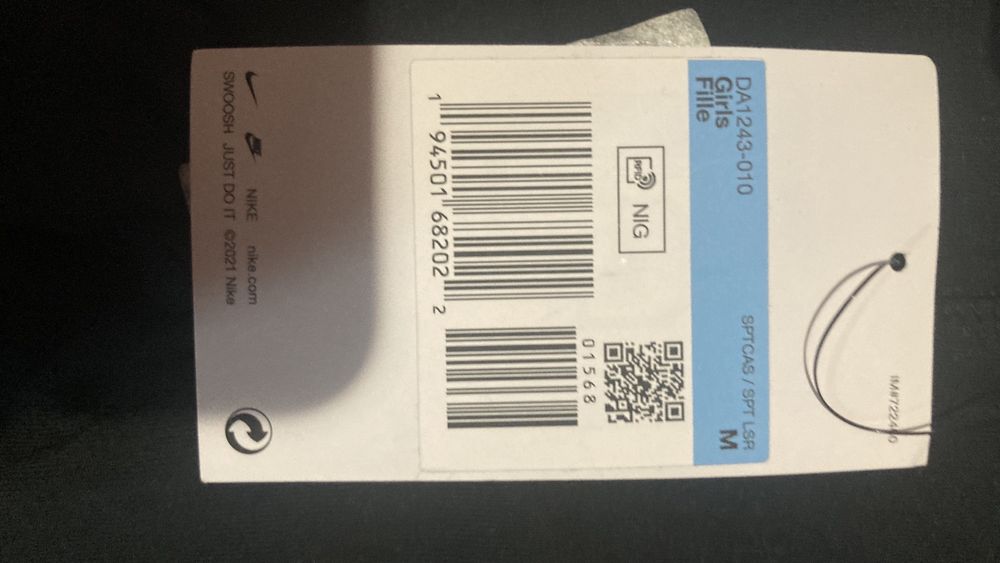 DA1243-010
Girls
Fille
SPTCAS / SPT LSR
M
RFID
NIG
01568
1 94501 68202 2
NIKE nike.com
SWOOSH JUST DO IT ©2021 Nike